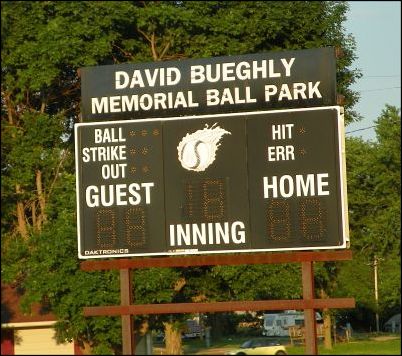 DAVID BUEGHLY
MEMORIAL BALL PARK
BALL
HIT
STRIKE
ERR
OUT
GUEST
HOME
INNING
DAKTRONICS